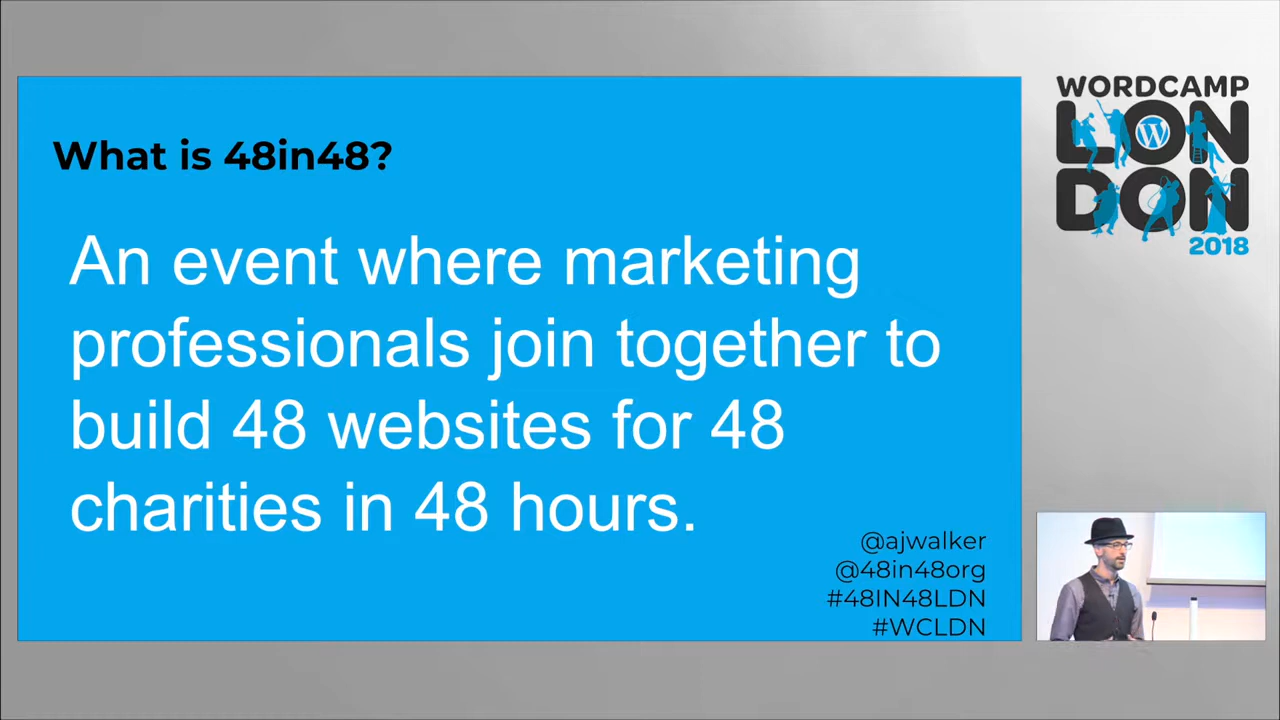 What is 48in48?
An event where marketing
professionals join together to
build 48 websites for 48
charities in 48 hours.
@ajwalker
@48in48org
#48IN48LDN
#WCLDN
WORDCAMP
LON
DON
2018